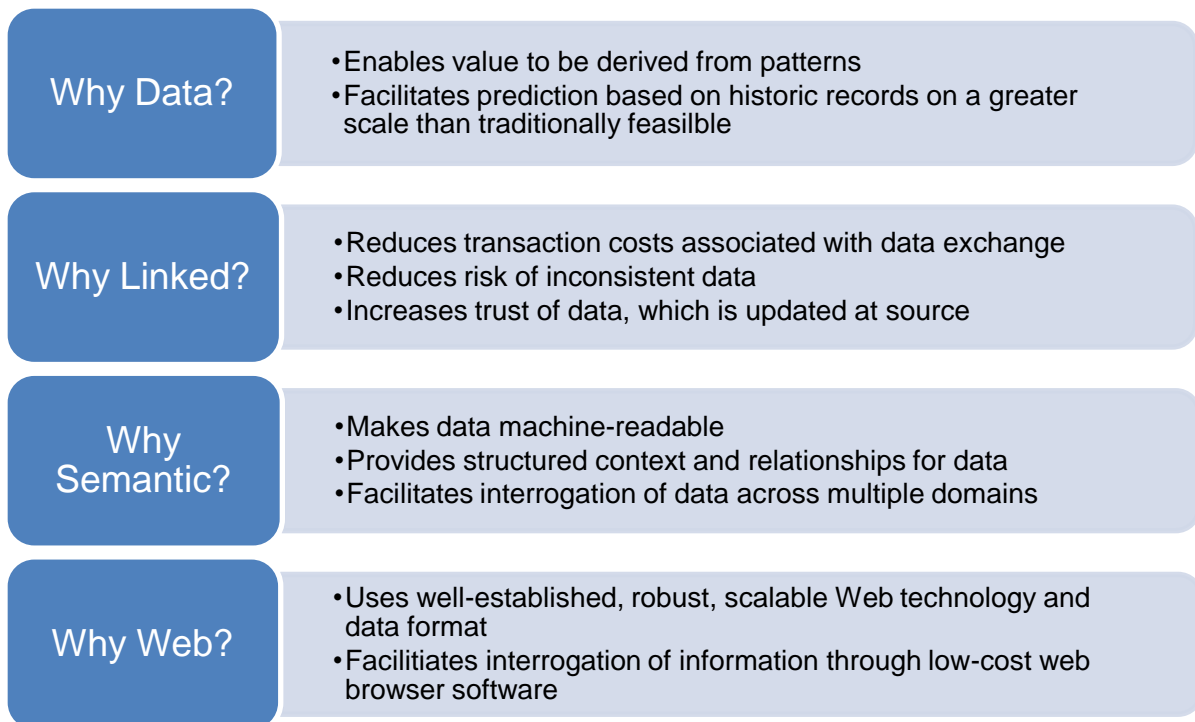 Why Data?
•Enables value to be derived from patterns
•Facilitates prediction based on historic records on a greater
scale than traditionally feasilble
Why Linked?
•Reduces transaction costs associated with data exchange
•Reduces risk of inconsistent data
•Increases trust of data, which is updated at source
Why
Semantic?
•Makes data machine-readable
•Provides structured context and relationships for data
•Facilitates interrogation of data across multiple domains
Why Web?
•Uses well-established, robust, scalable Web technology and
data format
•Facilitiates interrogation of information through low-cost web
browser software